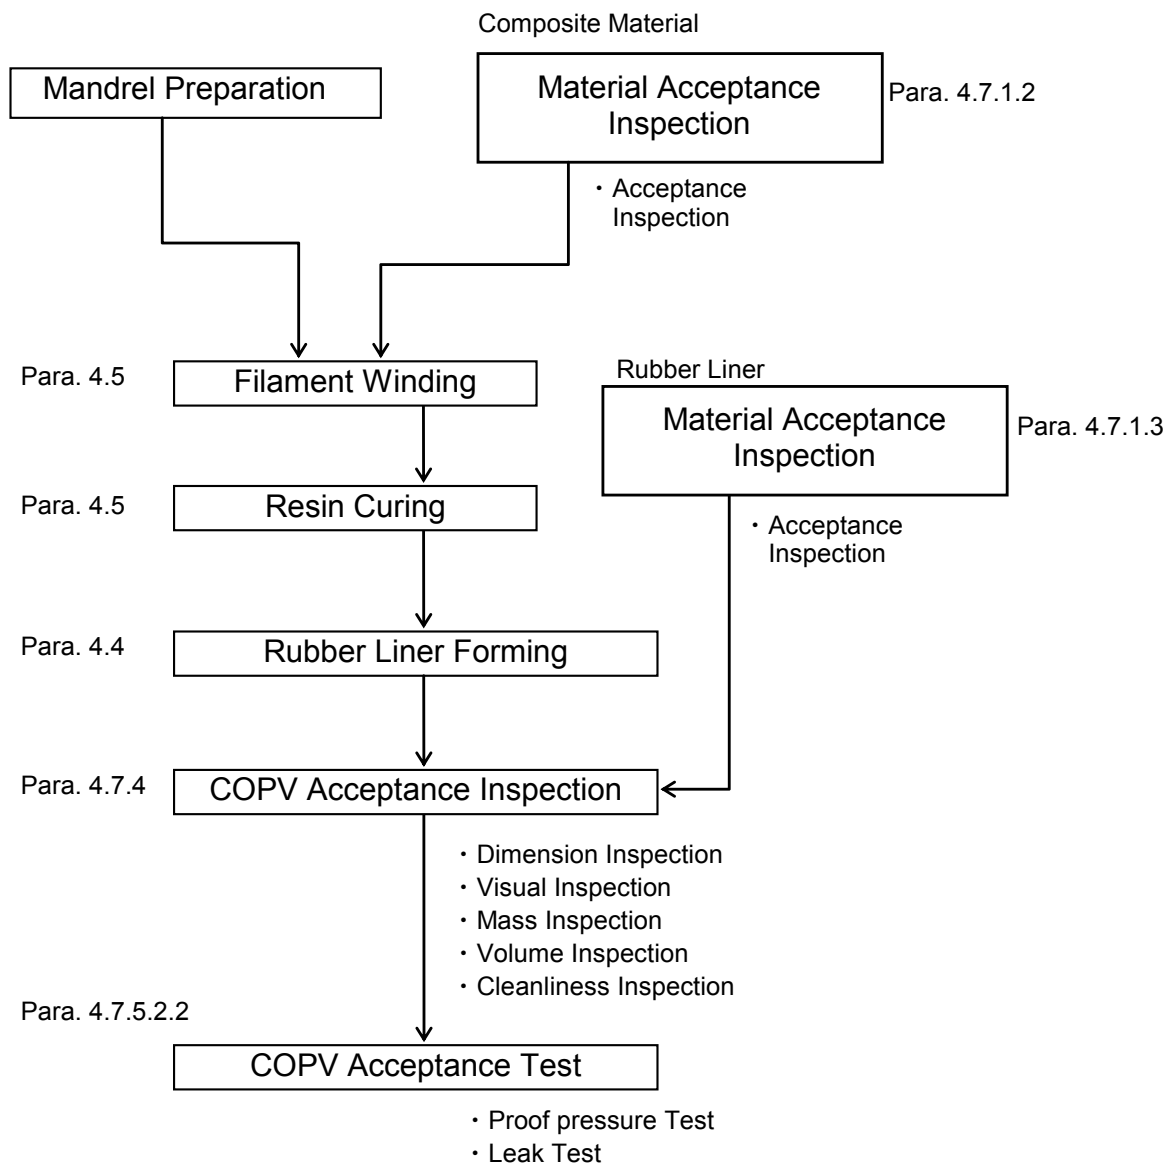 Composite Material
Mandrel Preparation
Material Acceptance
Inspection
Para. 4.7.1.2
・Acceptance
Inspection
Para. 4.5
Filament Winding
Rubber Liner
Material Acceptance
Inspection
Para. 4.7.1.3
Para. 4.5
Resin Curing
・Acceptance
Inspection
Para. 4.4
Rubber Liner Forming
Para. 4.7.4
COPV Acceptance Inspection
・Dimension Inspection
・Visual Inspection
・Mass Inspection
・Volume Inspection
・Cleanliness Inspection
Para. 4.7.5.2.2
COPV Acceptance Test
・Proof pressure Test
・Leak Test